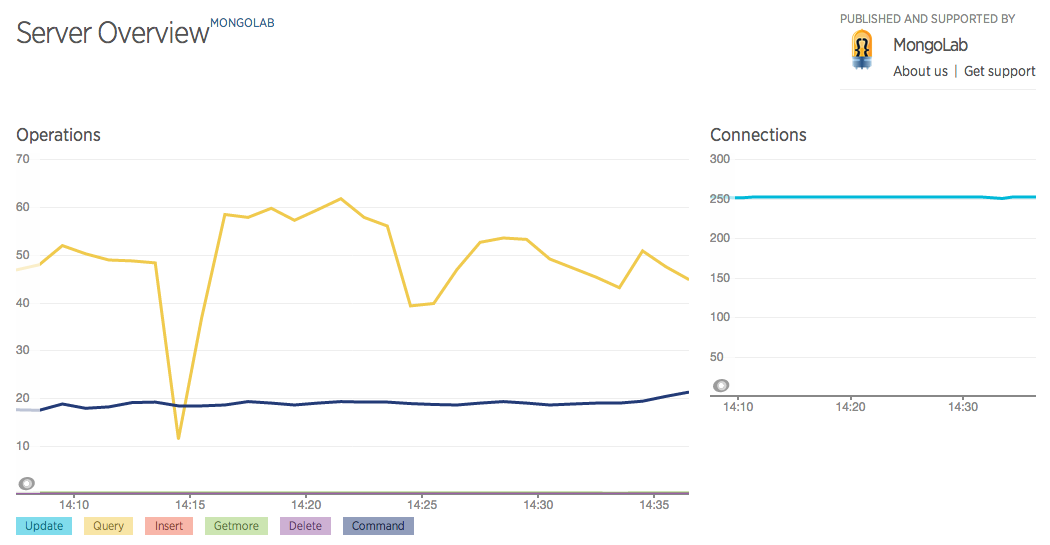 Server Overview MONGOLAB
PUBLISHED AND SUPPORTED BY
MongoLab
About us | Get support
Operations
70
60
50
40
30
20
10
14:10 14:15 14:20 14:25 14:30 14:35
Update Query Insert Getmore Delete Command
Connections
300
250
200
150
100
50
14:10 14:20 14:30